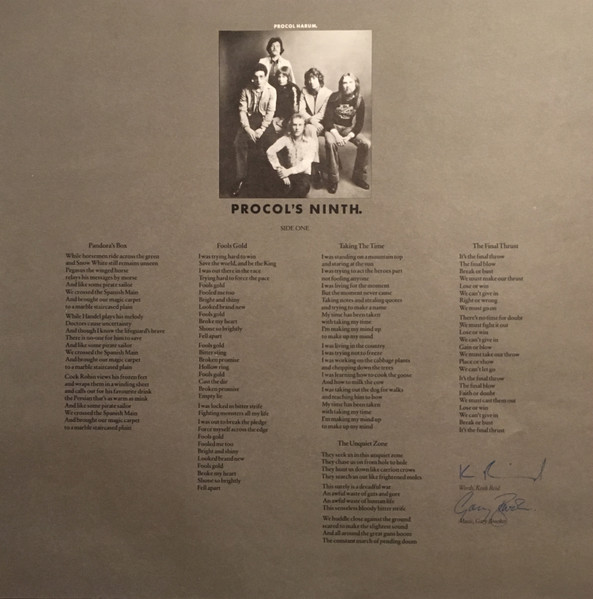 PROCOL HARUM.
PROCOL'S NINTH.
SIDE ONE
Pandora's Box
While horsemen ride across the green
and Snow White still remains unseen
Pegasus the winged horse
relays his messages by morse
And like some pirate sailor
We crossed the Spanish Main
And brought our magic carpet
to a marble staircased plain
While Handel plays his melody
Doctors cause uncertainty
And though I know the lifeguard's brave
There is no-one for him to save
And like some pirate sailor
We crossed the Spanish Main
And brought our magic carpet
to a marble staircased plain
Cock Robin views his frozen feet
and wraps them in a winding sheet
and calls out for his favourite drink
the Persian that's as warm as mink
And like some pirate sailor
We crossed the Spanish Main
And brought our magic carpet
to a marble staircased plain.
Fools Gold
I was trying hard to win
Save the world, and be the King
I was out there in the race
Trying hard to force the pace
Fools gold
Fooled me too
Bright and shiny
Looked brand new
Fools gold
Broke my heart
Shone so brightly
Fell apart
Fools gold
Bitter wing
Broken promise
Hollow ring
Fools gold
Cast the die
Broken promise
Empty lie
I was locked in bitter strife
Fighting monsters all my life
I was out to break the pledge
Force myself across the edge
Fools gold
Fooled me too
Bright and shiny
Looked brand new
Fools gold
Broke my heart
Shone so brightly
Fell apart
Taking The Time
I was standing on a mountain top
and staring at the sun
I was trying to act the heroes part
not fooling anyone
I was living for the moment
But the moment never came
Taking notes and stealing quotes
and trying to make a name
My time has been taken
with taking my time
I'm making my mind up
to make up my mind
I was living in the country.
I was trying not to freeze
I was working on the cabbage plants
and chopping down the trees
I was learning how to cook the goose
And how to milk the cow
I was taking out the dog for walks
and teaching him to bow
My time has been taken
with taking my time
I'm making my mind up
to make up my mind
The Unquiet Zone
They seek us in this unquiet zone
They chase us on from hole to hole
They hunt us down like carrion crows
They search us out like frightened moles.
This surely is a dreadful war
An awful waste of guts and gore
An awful waste of human life
This senseless bloody bitter strife.
We huddle close against the ground
scared to make the slightest sound
And all around the great guns boom
The constant march of pending doom
The Final Thrust
It's the final thrust
The final blow
Break or bust
We must make our thrust
Lose or win
We can't give in
Right or wrong
We must go on
There's no time for doubt
We must fight it out
Lose or win
We can't give in
Gain or blow
We must take our throw
Plant or show
We can't let go.
It's the final thrust
The final blow
Faith or doubt
We must cast them out
Lose or win
We can't give in
Break or bust
It's the final thrust
Words, Keith Reid
Music, Gary Brooker